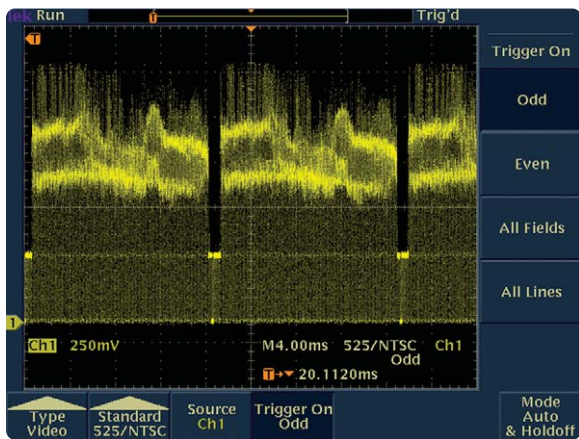 Tek Run
Trig'd
Trigger On
Odd
Even
All Fields
All Lines
1
Ch1 250mV
M4.00ms 525/NTSC Ch1
Odd
T→▼ 20.1120ms
Type
Video
Standard
525/NTSC
Source
Ch1
Trigger On
Odd
Mode
Auto
& Holdoff